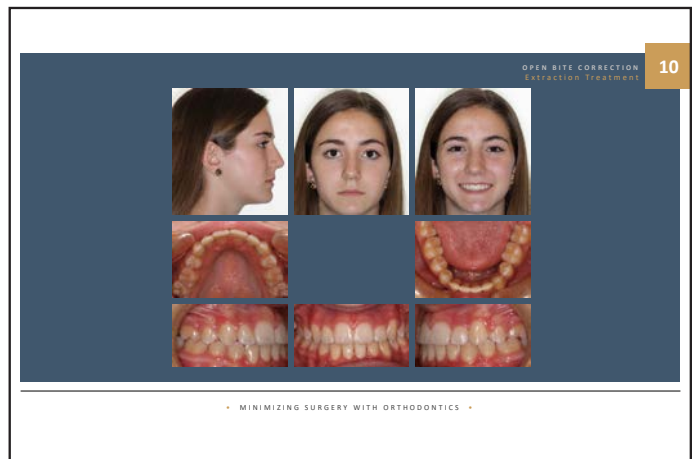 OPEN BITE CORRECTION
Extraction Treatment
10
• MINIMIZING SURGERY WITH ORTHODONTICS •